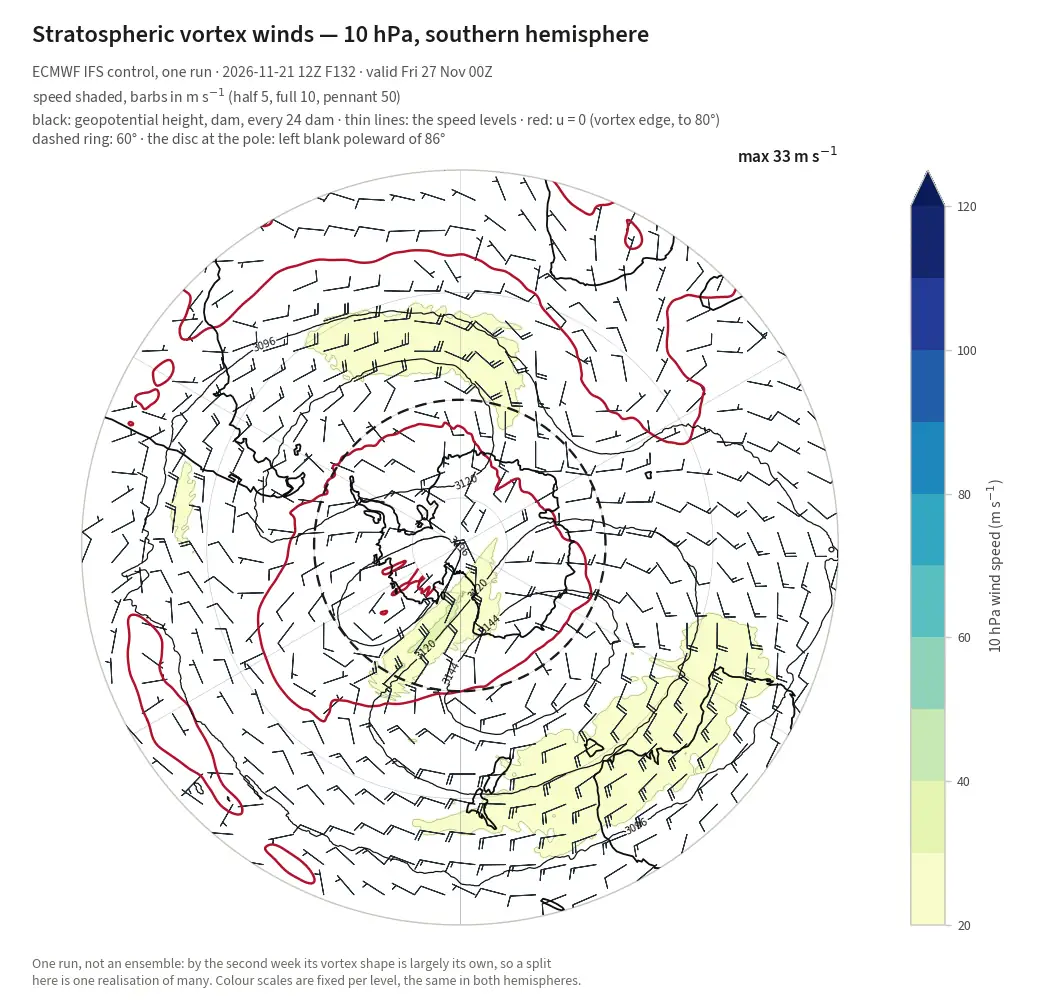 Stratospheric vortex winds — 10 hPa, southern hemisphere
ECMWF IFS control, one run · 2026-11-21 12Z F132 · valid Fri 27 Nov 00Z
speed shaded, barbs in m s⁻¹ (half 5, full 10, pennant 50)
black: geopotential height, dam, every 24 dam · thin lines: the speed levels · red: u = 0 (vortex edge, to 80°)
dashed ring: 60° · the disc at the pole: left blank poleward of 86°
max 33 m s⁻¹
120
100
80
60
40
20
10 hPa wind speed (m s⁻¹)
3096
3120
3120
3144
3120
3144
3096
One run, not an ensemble: by the second week its vortex shape is largely its own, so a split
here is one realisation of many. Colour scales are fixed per level, the same in both hemispheres.